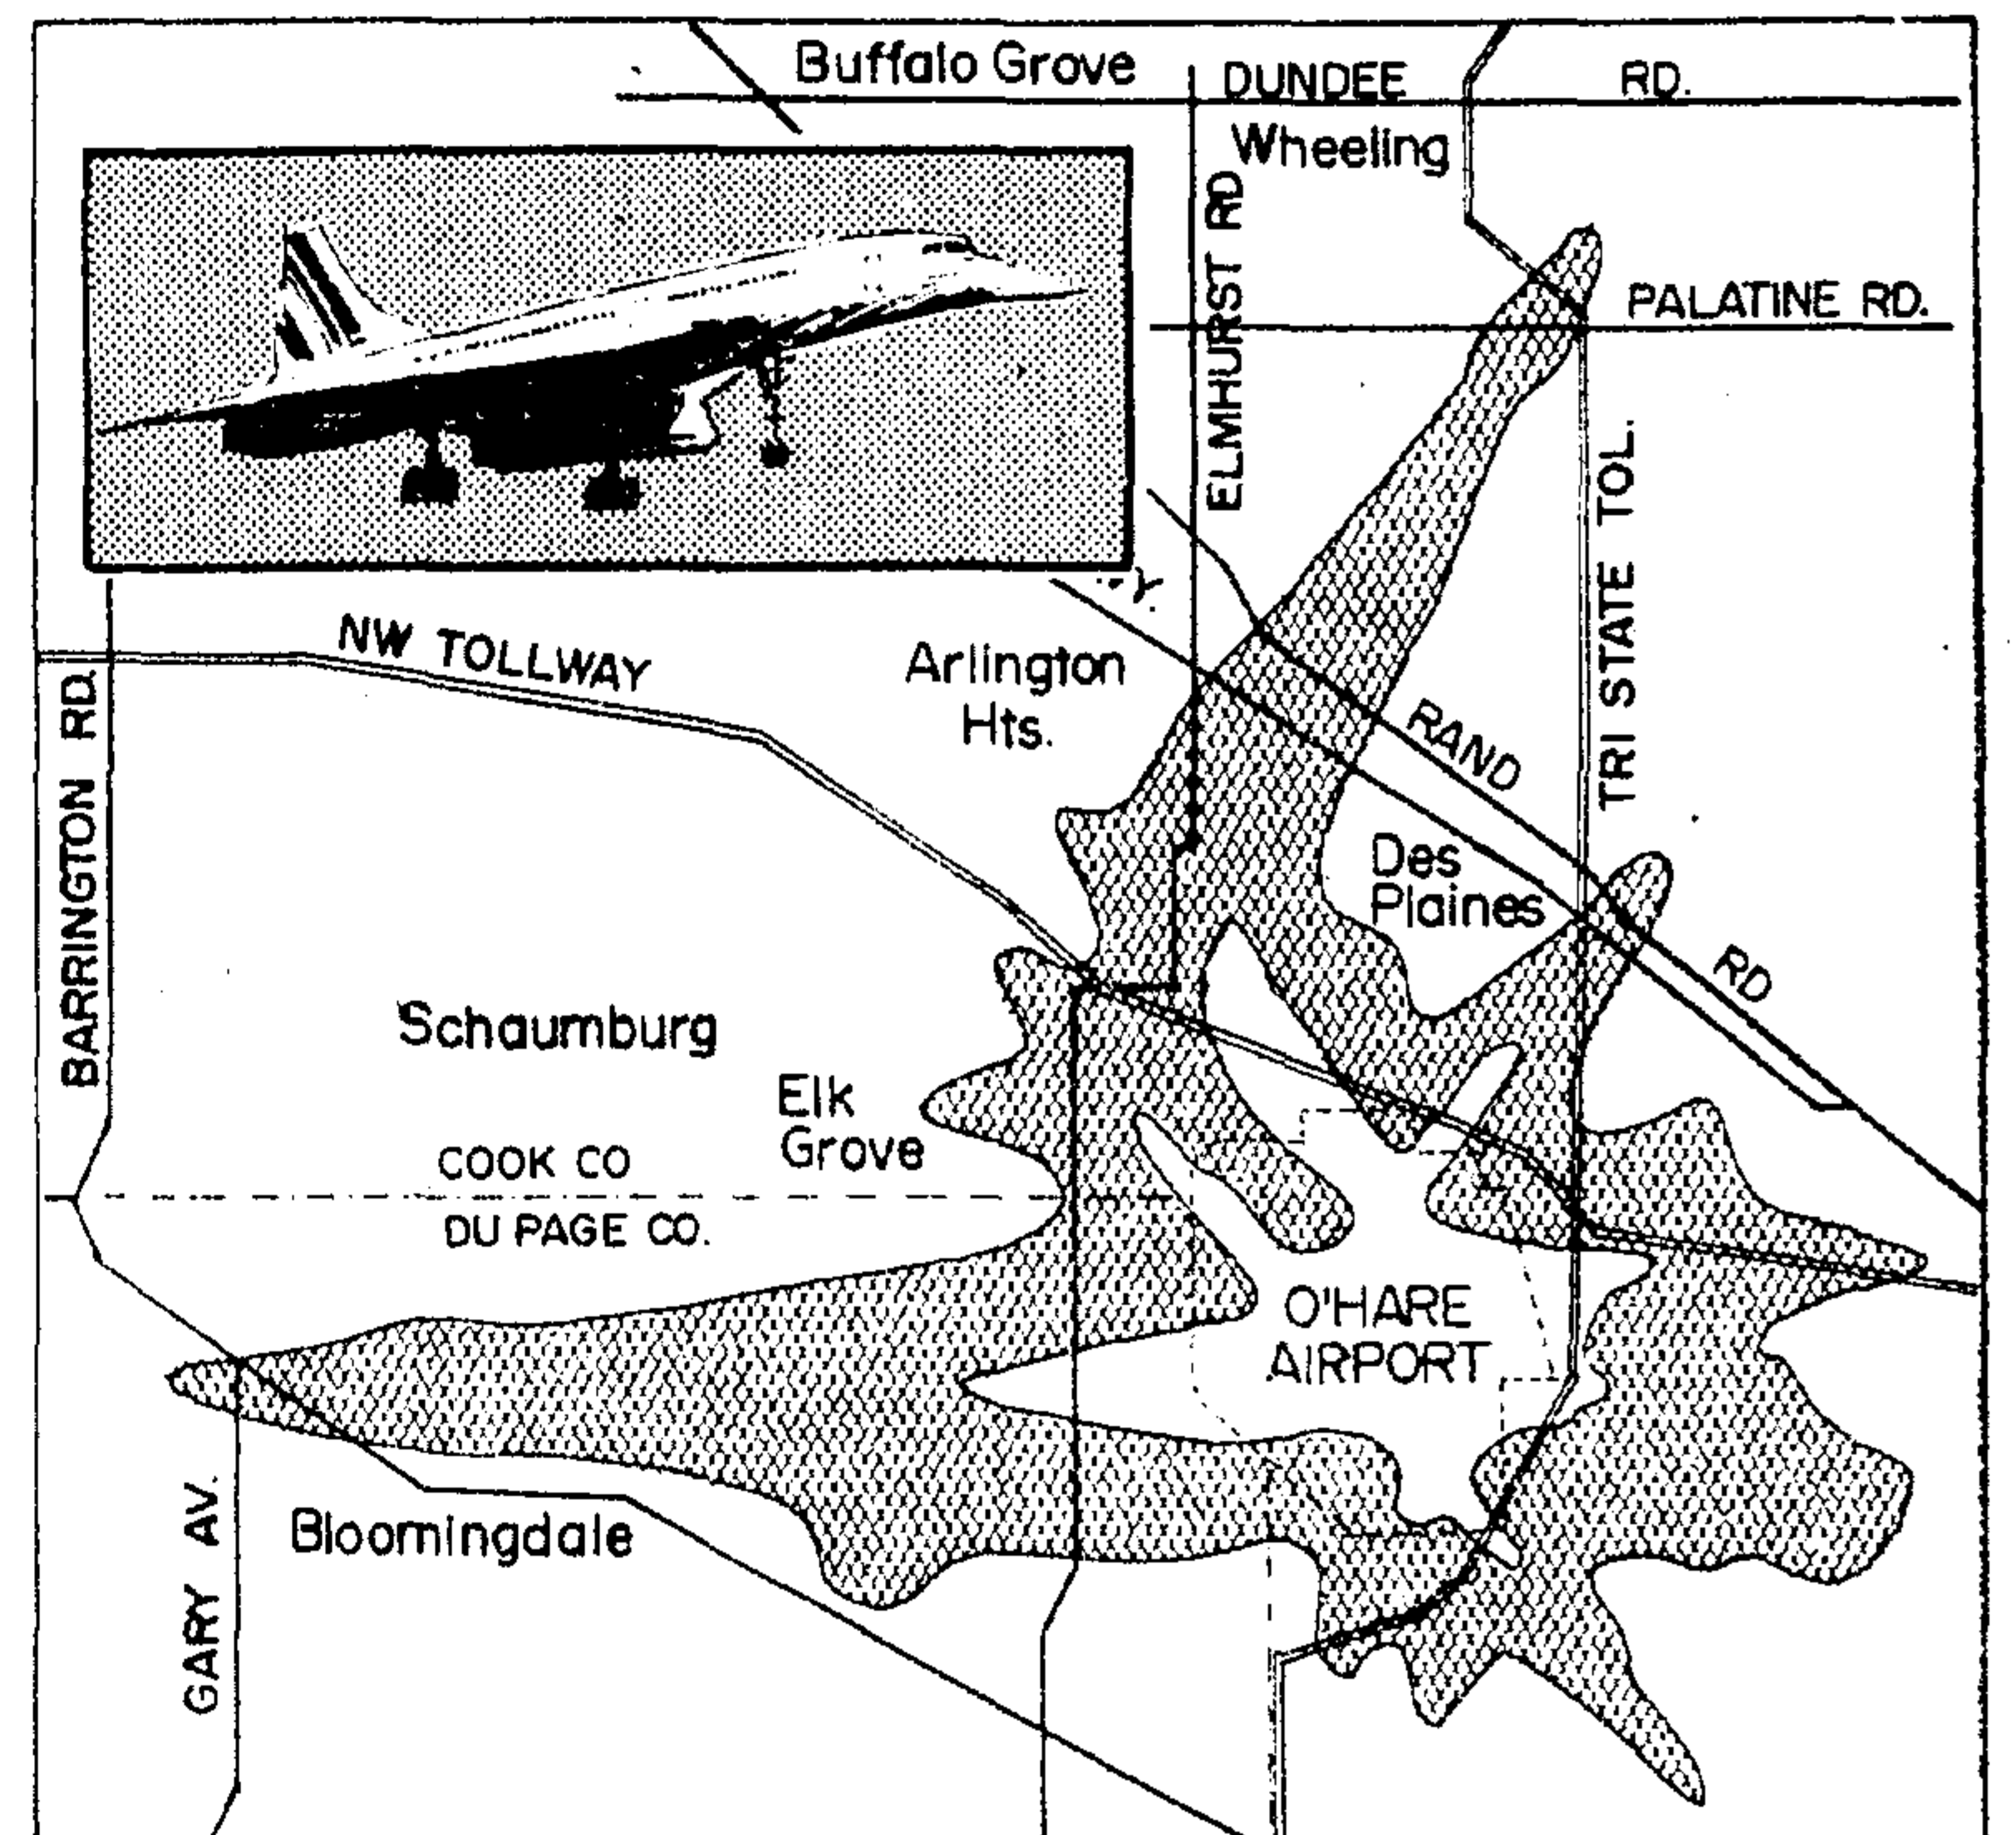 Buffalo Grove
DUNDEE RD.
Wheeling
ELMHURST RD
PALATINE RD.
TRI STATE TOL.
NW TOLLWAY
Arlington
Hts.
BARRINGTON RD.
RAND RD
Des
Plaines
Schaumburg
Elk
Grove
COOK CO
DU PAGE CO.
O'HARE
AIRPORT
GARY AV.
Bloomingdale